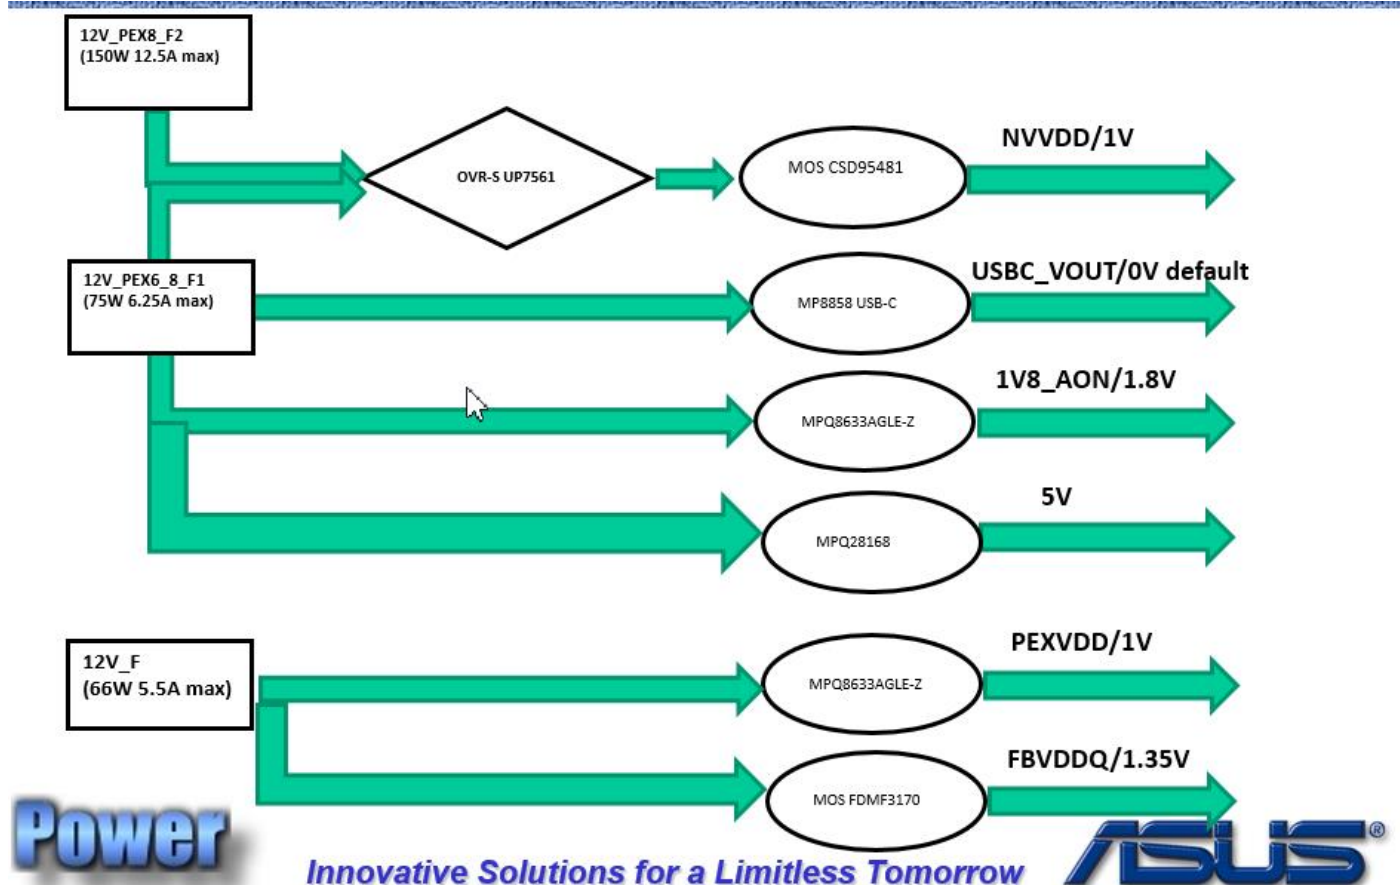 12V_PEX8_F2
(150W 12.5A max)
NVVDD/1V
OVR-S UP7561
MOS CSD95481
12V_PEX6_8_F1
(75W 6.25A max)
USBC_VOUT/0V default
MP8858 USB-C
1V8_AON/1.8V
MPQ8633AGLE-Z
5V
MPQ28168
12V_F
(66W 5.5A max)
PEXVDD/1V
MPQ8633AGLE-Z
FBVDDQ/1.35V
MOS FDMF3170
Power
Innovative Solutions for a Limitless Tomorrow
ASUS®